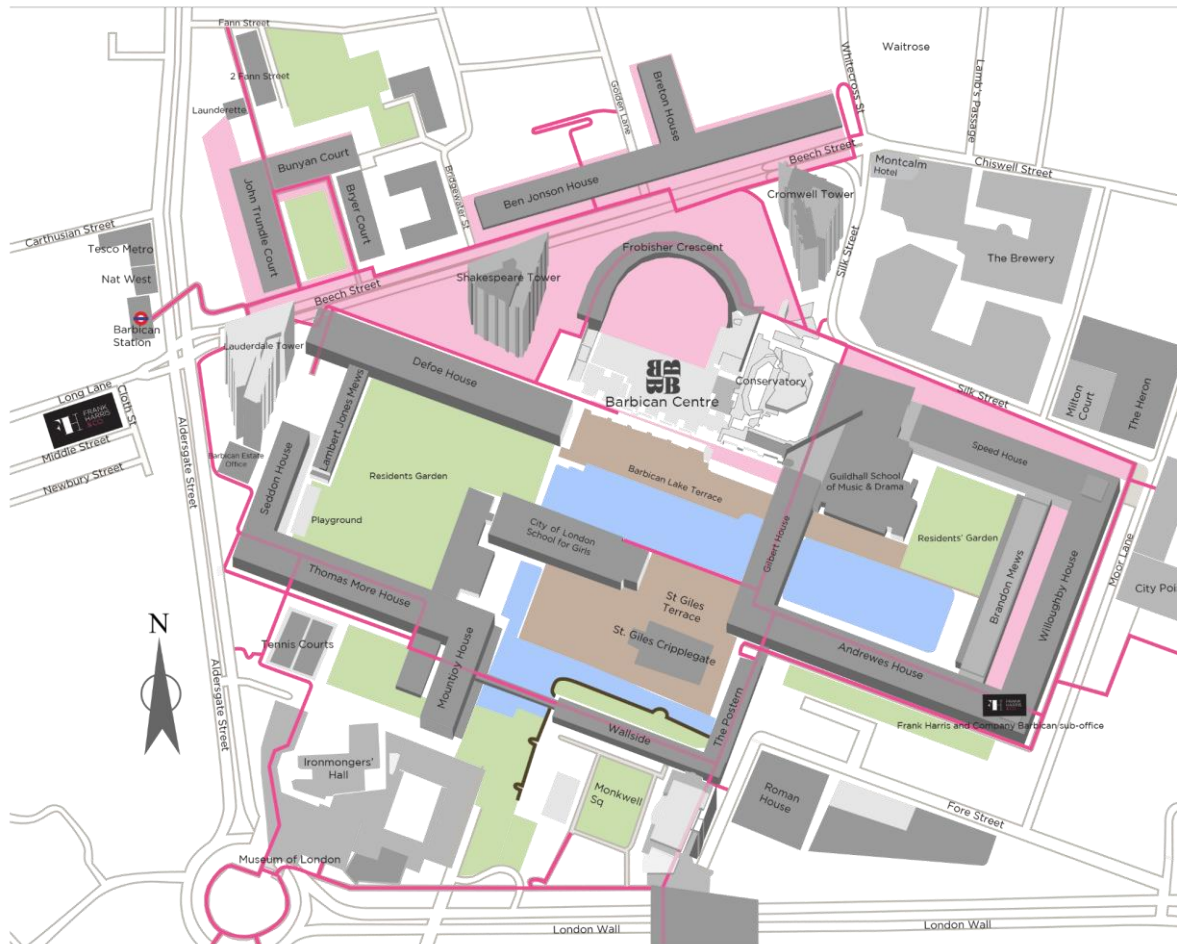 Fann Street
2 Fann Street
Launderette
Golden Lane
Breton House
Whitecross St
Waitrose
Lamb's Passage
Bunyan Court
John Trundle Court
Bryer Court
Bridgewater St
Ben Jonson House
Beech Street
Chiswell Street
Montcalm
Hotel
Cromwell Tower
Silk Street
The Brewery
Carthusian Street
Tesco Metro
Nat West
Barbican
Station
Beech Street
Shakespeare Tower
Frobisher Crescent
Lauderdale Tower
Defoe House
Barbican Centre
Conservatory
Silk Street
Milton
Court
The Heron
Long Lane
Cloth St
FRANK
HARRIS
&CO.
Middle Street
Newbury Street
Aldersgate Street
Barbican Estate
Office
Seddon House
Lambert Jones Mews
Residents Garden
Playground
Barbican Lake Terrace
City of London
School for Girls
Gilbert House
Guildhall School
of Music & Drama
Speed House
Residents' Garden
Brandon Mews
Willoughby House
Moor Lane
City Poi
Thomas More House
St Giles
Terrace
St. Giles Cripplegate
Andrewes House
N
Tennis Courts
Mountjoy House
Aldersgate Street
Wallside
The Postern
FRANK
HARRIS
Frank Harris and Company Barbican sub-office
Ironmongers'
Hall
Monkwell
Sq
Roman
House
Fore Street
Museum of London
London Wall
London Wall